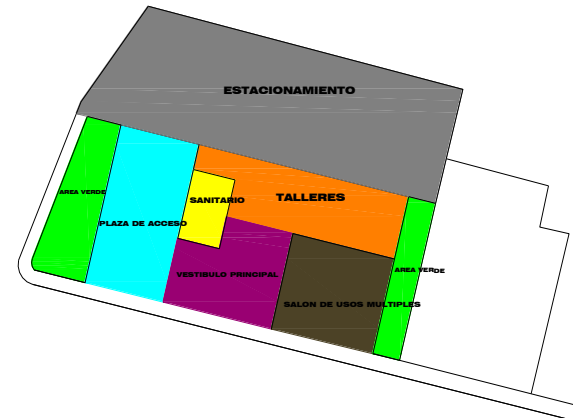 ESTACIONAMIENTO
AREA VERDE
SANITARIO
TALLERES
PLAZA DE ACCESO
VESTIBULO PRINCIPAL
AREA VERDE
SALON DE USOS MULTIPLES